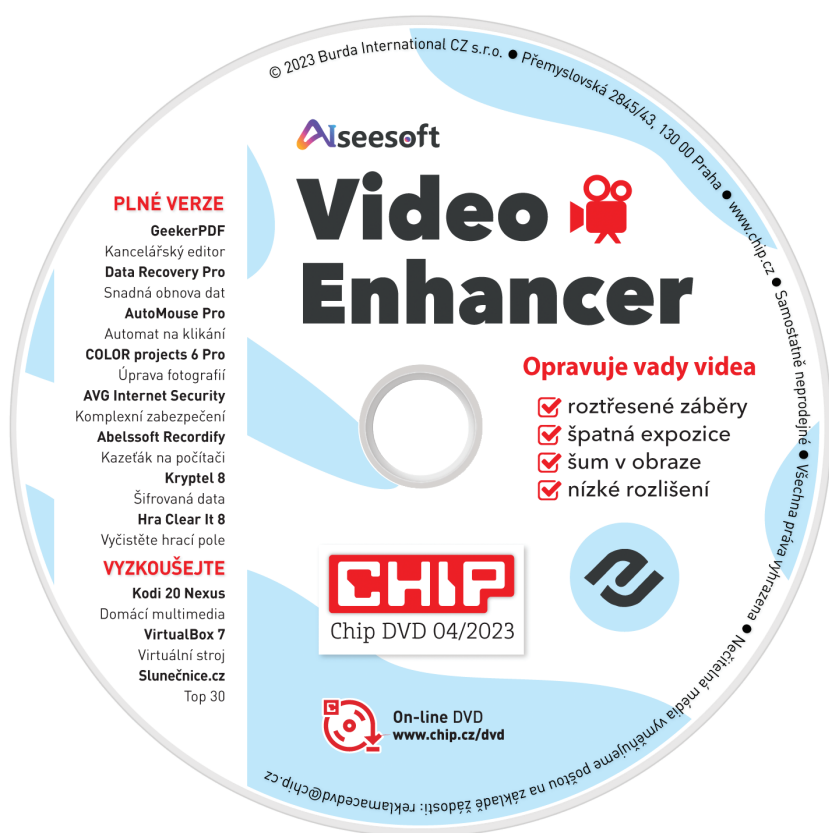 © 2023 Burda International CZ s.r.o. ● Přemyslovská 2845/43, 130 00 Praha ● www.chip.cz ● Samostatně neprodejné ● Všechna práva vyhrazena ● Nečitelná média vyměňujeme poštou na základě žádosti: reklamacedvd@chip.cz
Aiseesoft
Video
Enhancer
Opravuje vady videa
roztřesené záběry
špatná expozice
šum v obraze
nízké rozlišení
PLNÉ VERZE
GeekerPDF
Kancelářský editor
Data Recovery Pro
Snadná obnova dat
AutoMouse Pro
Automat na klikání
COLOR projects 6 Pro
Úprava fotografií
AVG Internet Security
Komplexní zabezpečení
Abelssoft Recordify
Kazeťák na počítači
Kryptel 8
Šifrovaná data
Hra Clear It 8
Vyčistěte hrací pole
VYZKOUŠEJTE
Kodi 20 Nexus
Domácí multimedia
VirtualBox 7
Virtuální stroj
Slunečnice.cz
Top 30
CHIP
Chip DVD 04/2023
On-line DVD
www.chip.cz/dvd